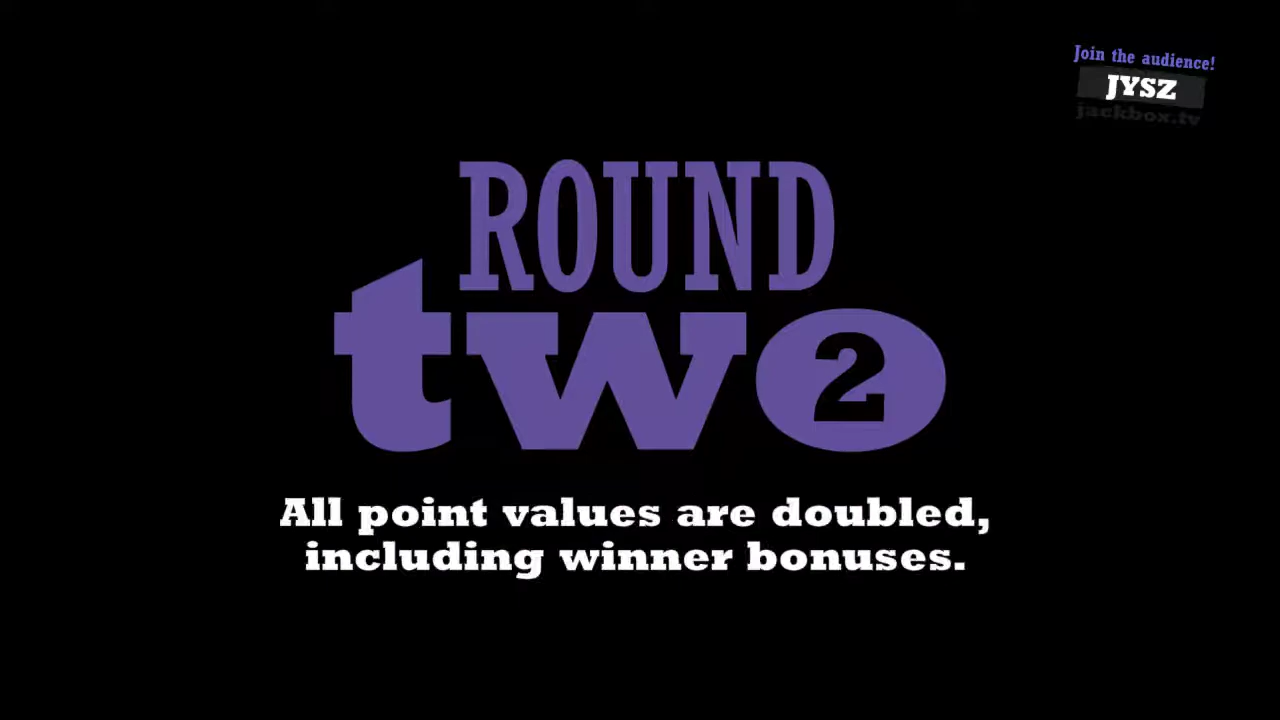 Join the audience!
JYSZ
jackbox.tv
ROUND
two
2
All point values are doubled,
including winner bonuses.